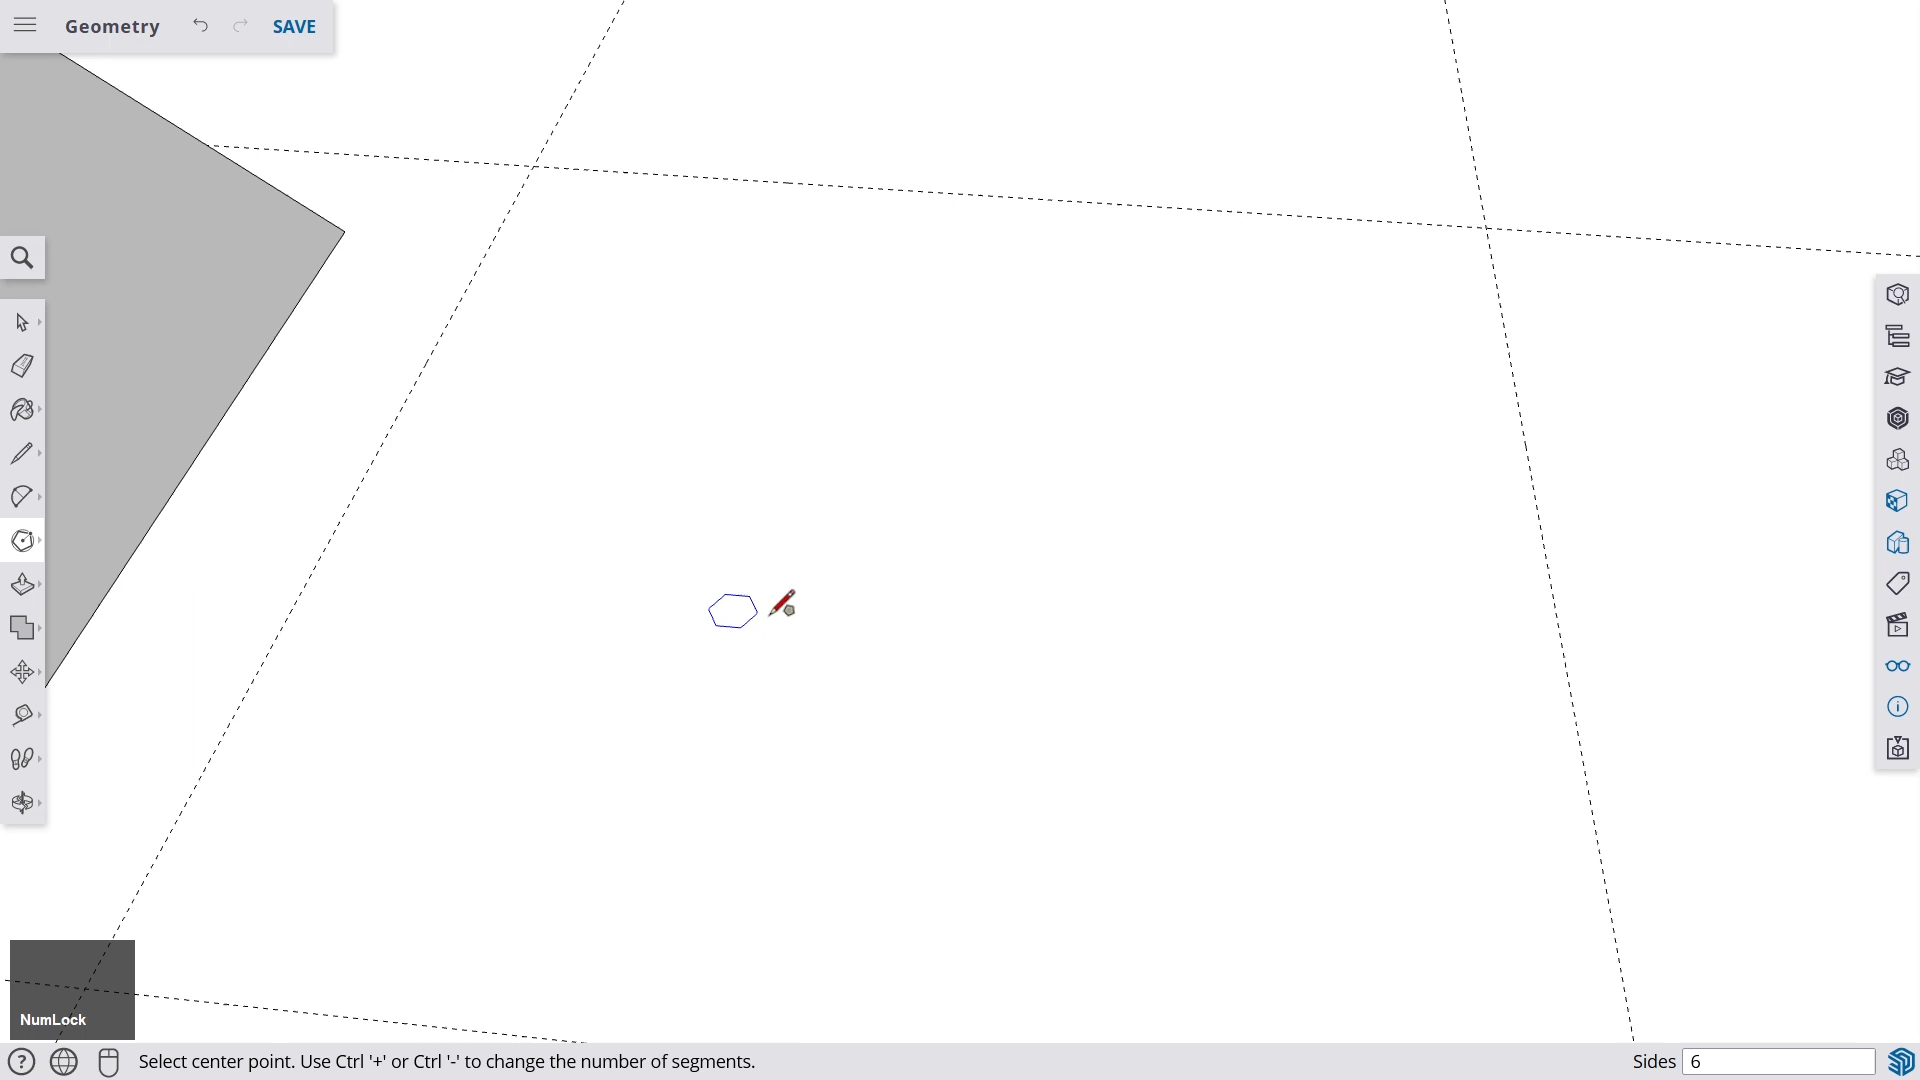 Geometry
SAVE
NumLock
Select center point. Use Ctrl '+' or Ctrl '-' to change the number of segments.
Sides 6